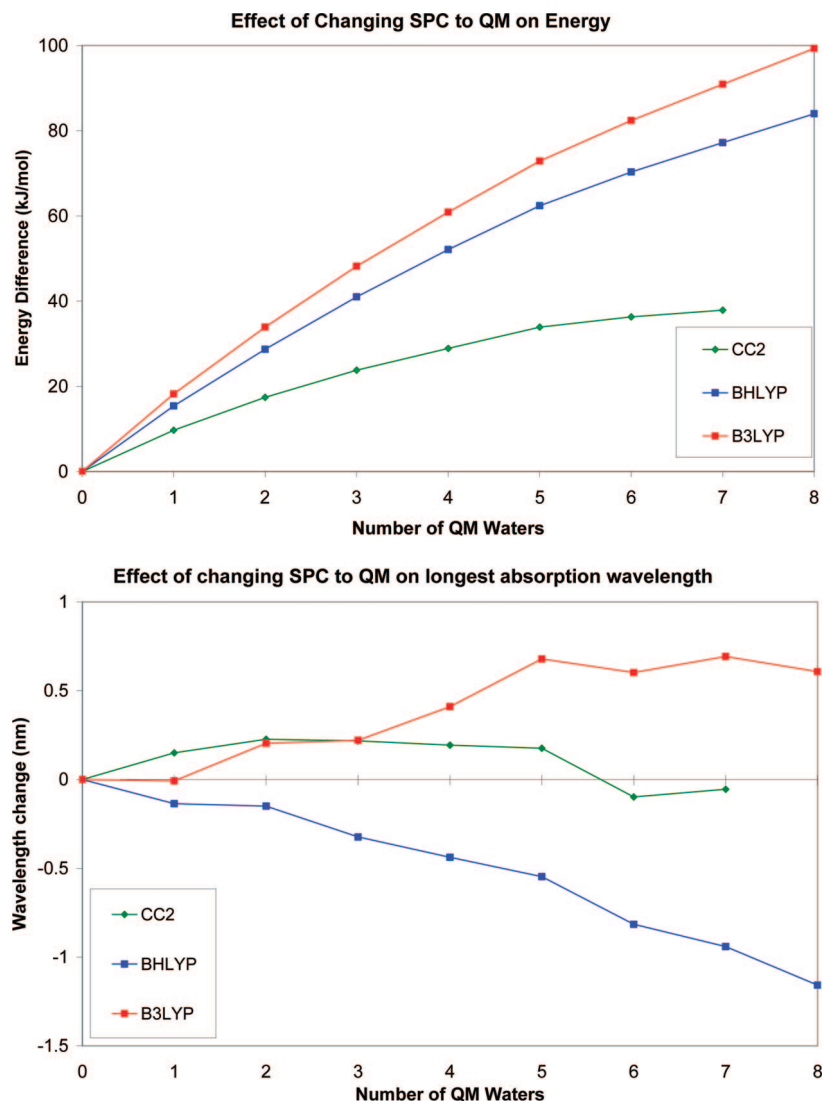 Effect of Changing SPC to QM on Energy
100
80
60
40
20
0
Energy Difference (kJ/mol)
CC2
BHLYP
B3LYP
0 1 2 3 4 5 6 7 8
Number of QM Waters
Effect of changing SPC to QM on longest absorption wavelength
1
0.5
0
-0.5
-1
-1.5
Wavelength change (nm)
CC2
BHLYP
B3LYP
0 1 2 3 4 5 6 7 8
Number of QM Waters